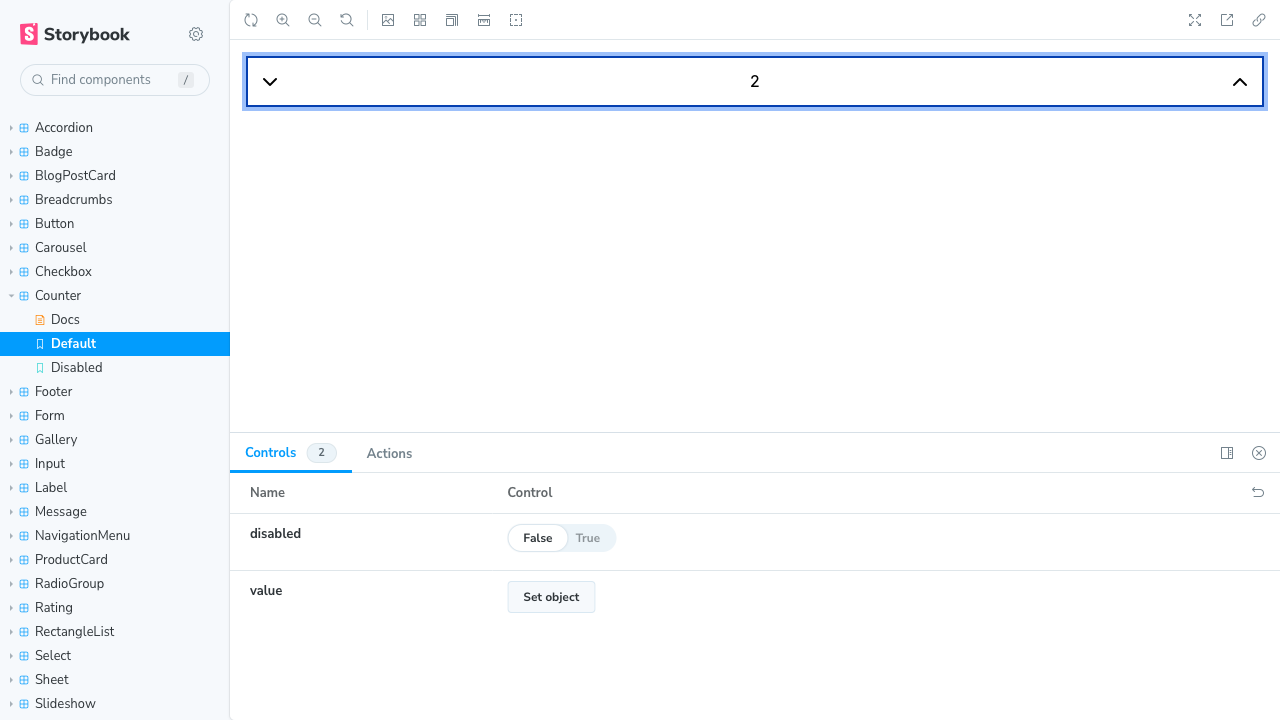 Storybook
Find components /
Accordion
Badge
BlogPostCard
Breadcrumbs
Button
Carousel
Checkbox
Counter
Docs
Default
Disabled
Footer
Form
Gallery
Input
Label
Message
NavigationMenu
ProductCard
RadioGroup
Rating
RectangleList
Select
Sheet
Slideshow
2
Controls 2 Actions
Name Control
disabled False True
value Set object